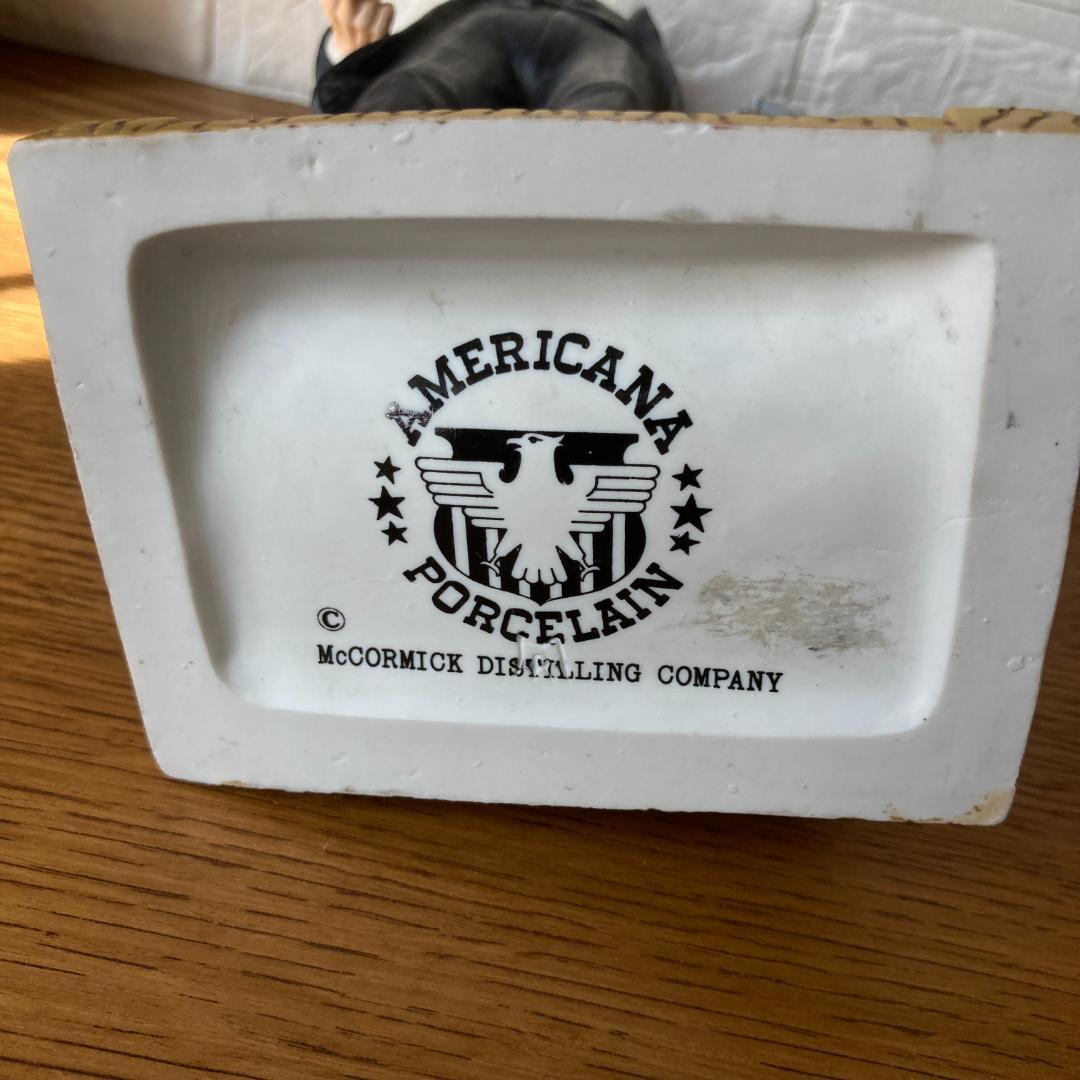 AMERICANA
PORCELAIN
©
McCORMICK DISTILLING COMPANY